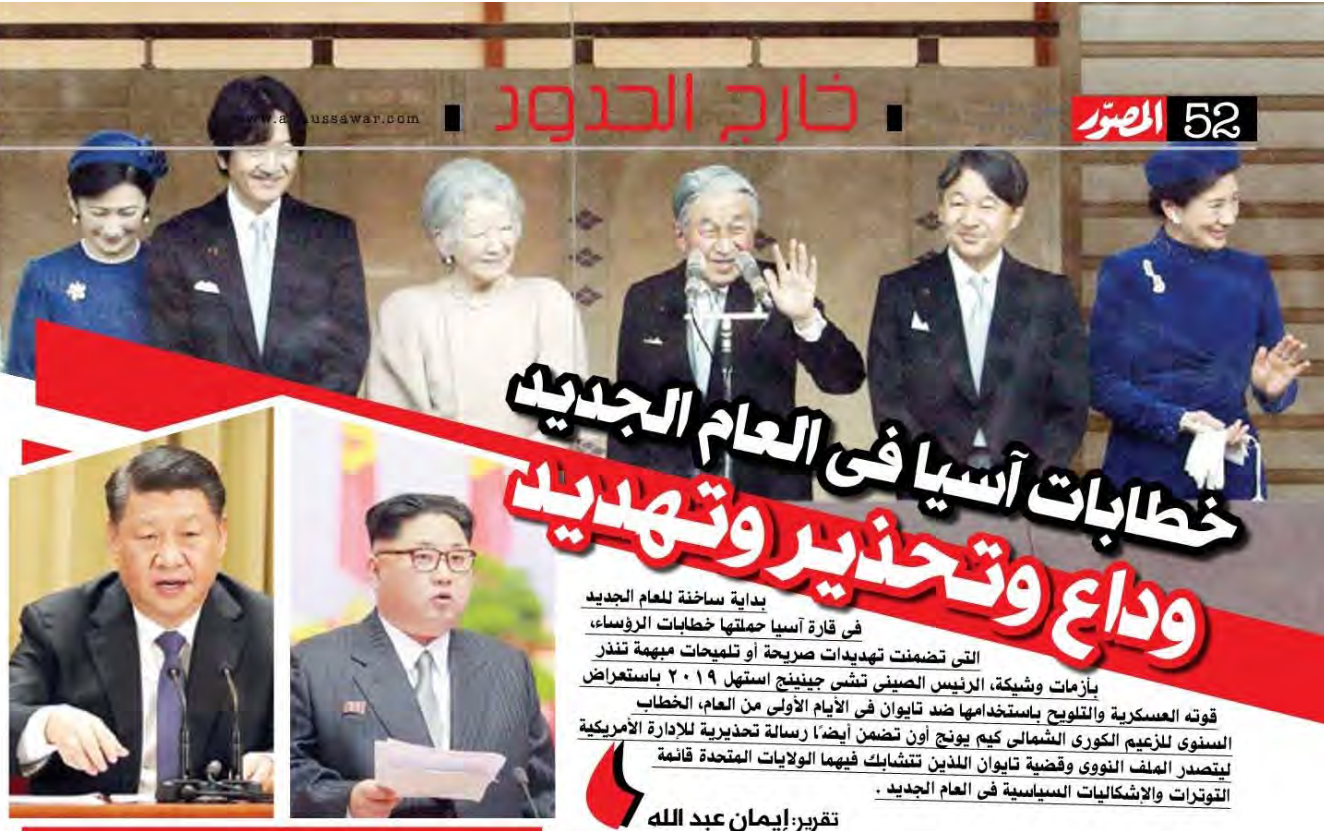 52 المصوّر
خارج الحدود
www.almussawar.com
خطابات آسيا فى العام الجديد
وداع وتحذير وتهديد
بداية ساخنة للعام الجديد
فى قارة آسيا حملتها خطابات الرؤساء،
التى تضمنت تهديدات صريحة أو تلميحات مبهمة تنذر
بأزمات وشيكة، الرئيس الصينى تشى جينبنج استهل ٢٠١٩ باستعراض
قوته العسكرية والتلويح باستخدامها ضد تايوان فى الأيام الأولى من العام، الخطاب
السنوى للزعيم الكورى الشمالى كيم يونج أون تضمن أيضًا رسالة تحذيرية للإدارة الأمريكية
ليتصدر الملف النووى وقضية تايوان اللذين تتشابك فيهما الولايات المتحدة قائمة
التوترات والإشكاليات السياسية فى العام الجديد .
تقرير: إيمان عبد الله